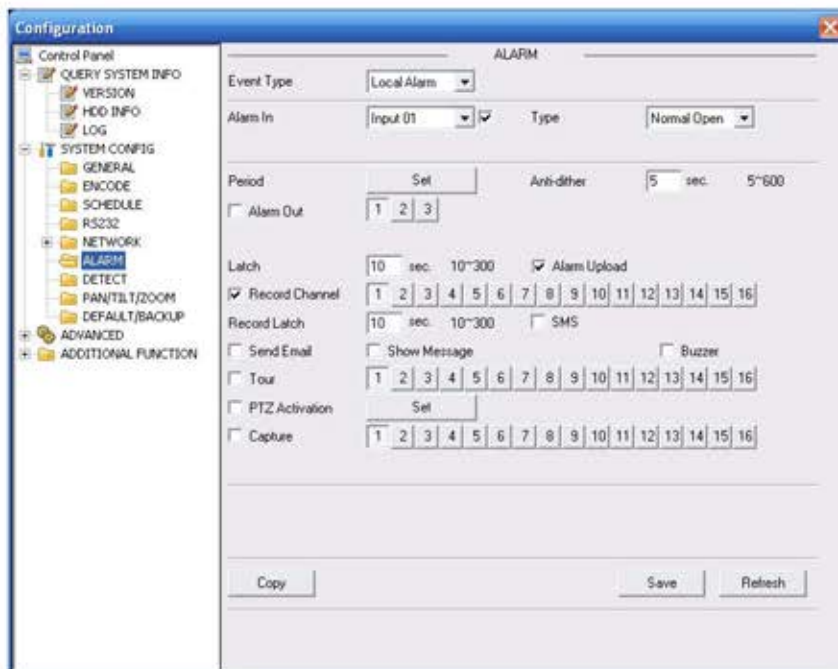 Configuration
Control Panel
QUERY SYSTEM INFO
VERSION
HDD INFO
LOG
SYSTEM CONFIG
GENERAL
ENCODE
SCHEDULE
RS232
NETWORK
ALARM
DETECT
PAN/TILT/ZOOM
DEFAULT/BACKUP
ADVANCED
ADDITIONAL FUNCTION
ALARM
Event Type Local Alarm
Alarm In Input 01 Type Normal Open
Period Set Anti-dither 5 sec. 5~600
Alarm Out 1 2 3
Latch 10 sec. 10~300 Alarm Upload
Record Channel 1 2 3 4 5 6 7 8 9 10 11 12 13 14 15 16
Record Latch 10 sec. 10~300 SMS
Send Email Show Message Buzzer
Tour 1 2 3 4 5 6 7 8 9 10 11 12 13 14 15 16
PTZ Activation Set
Capture 1 2 3 4 5 6 7 8 9 10 11 12 13 14 15 16
Copy Save Refresh